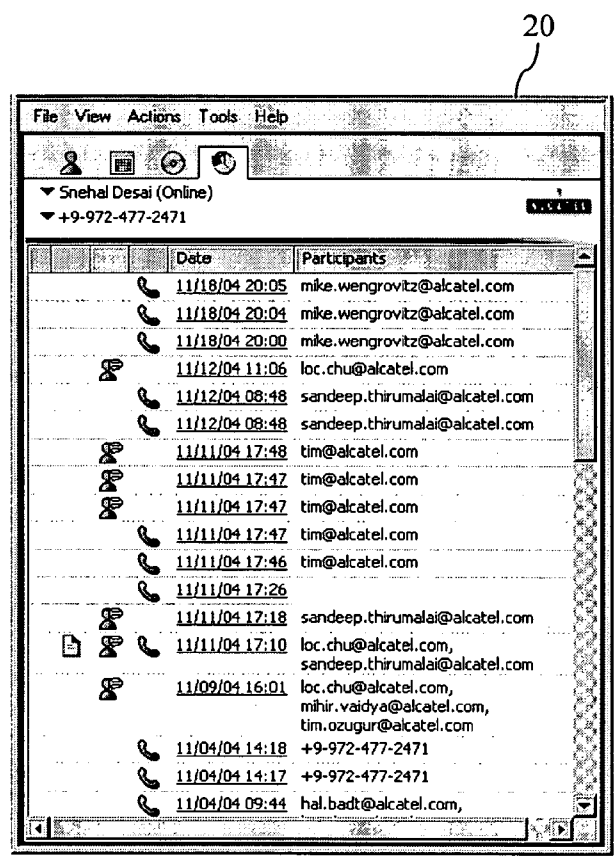 20
File View Actions Tools Help
Snehal Desai (Online)
+9-972-477-2471
Date Participants
11/18/04 20:05 mike.wengrovitz@alcatel.com
11/18/04 20:04 mike.wengrovitz@alcatel.com
11/18/04 20:00 mike.wengrovitz@alcatel.com
11/12/04 11:06 loc.chu@alcatel.com
11/12/04 08:48 sandeep.thirumalai@alcatel.com
11/12/04 08:48 sandeep.thirumalai@alcatel.com
11/11/04 17:48 tim@alcatel.com
11/11/04 17:47 tim@alcatel.com
11/11/04 17:47 tim@alcatel.com
11/11/04 17:47 tim@alcatel.com
11/11/04 17:46 tim@alcatel.com
11/11/04 17:26
11/11/04 17:18 sandeep.thirumalai@alcatel.com
11/11/04 17:10 loc.chu@alcatel.com,
sandeep.thirumalai@alcatel.com
11/09/04 16:01 loc.chu@alcatel.com,
mihir.vaidya@alcatel.com,
tim.ozugur@alcatel.com
11/04/04 14:18 +9-972-477-2471
11/04/04 14:17 +9-972-477-2471
11/04/04 09:44 hal.badt@alcatel.com,